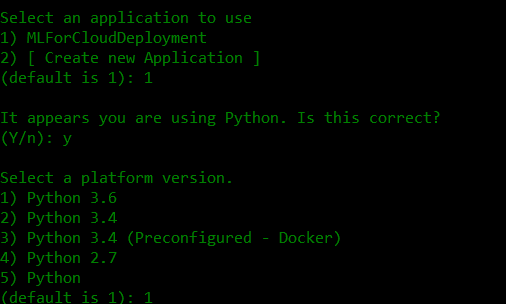 Select an application to use
1) MLForCloudDeployment
2) [ Create new Application ]
(default is 1): 1
It appears you are using Python. Is this correct?
(Y/n): y
Select a platform version.
1) Python 3.6
2) Python 3.4
3) Python 3.4 (Preconfigured - Docker)
4) Python 2.7
5) Python
(default is 1): 1